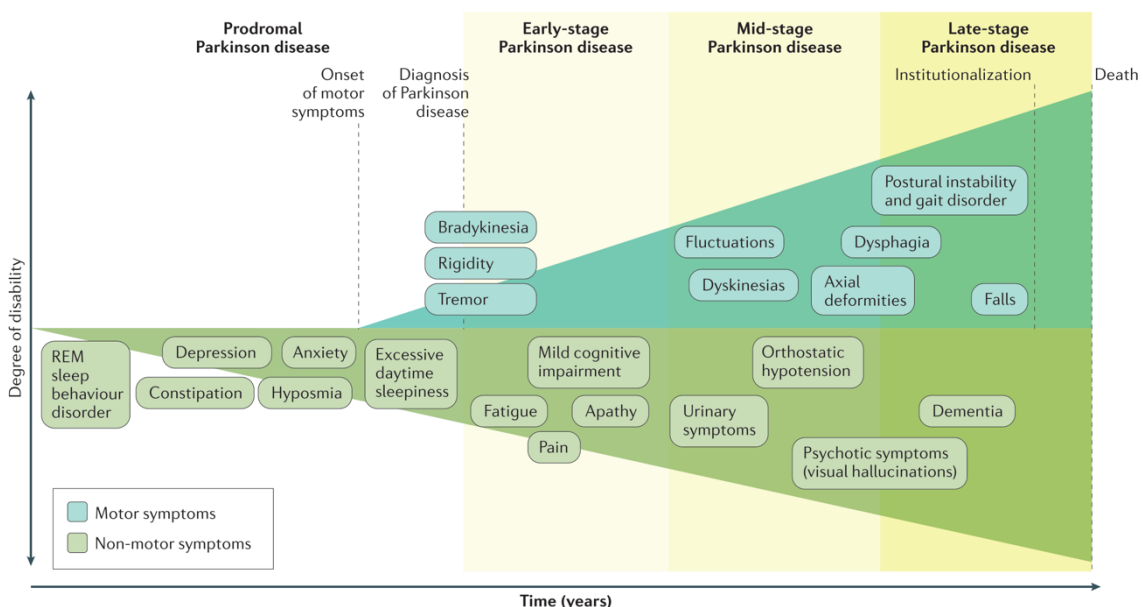 Prodromal
Parkinson disease
Early-stage
Parkinson disease
Mid-stage
Parkinson disease
Late-stage
Parkinson disease
Onset
of motor
symptoms
Diagnosis
of Parkinson
disease
Institutionalization
Death
Degree of disability
Postural instability
and gait disorder
Bradykinesia
Rigidity
Tremor
Fluctuations
Dysphagia
Dyskinesias
Axial
deformities
Falls
REM
sleep
behaviour
disorder
Depression
Anxiety
Constipation
Hyposmia
Excessive
daytime
sleepiness
Mild cognitive
impairment
Orthostatic
hypotension
Fatigue
Apathy
Pain
Urinary
symptoms
Dementia
Psychotic symptoms
(visual hallucinations)
Motor symptoms
Non-motor symptoms
Time (years)